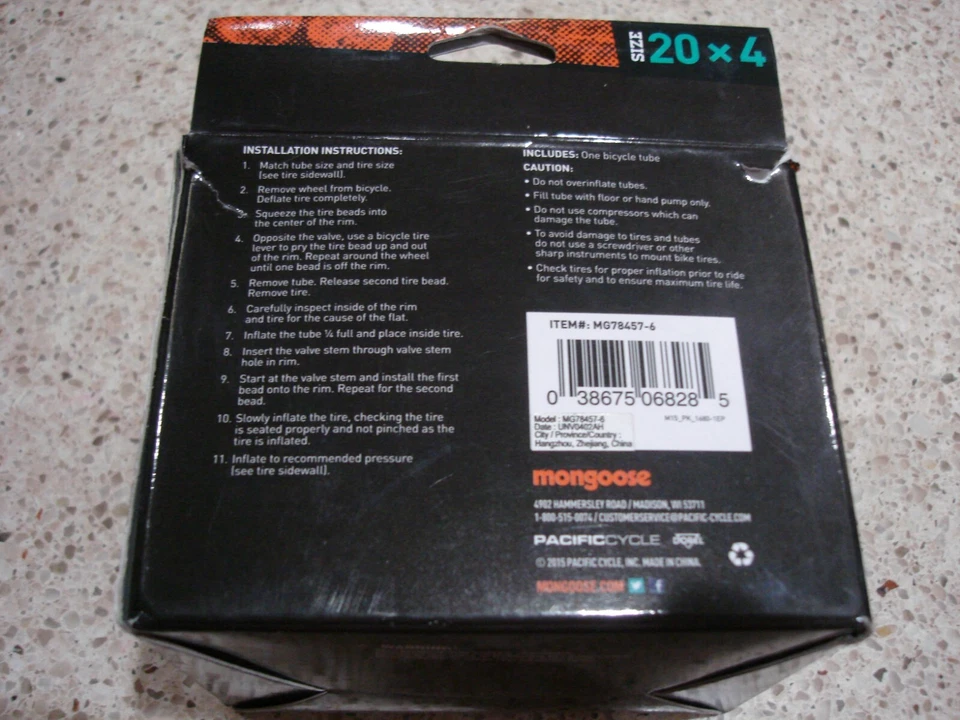 SIZE 20 × 4
INSTALLATION INSTRUCTIONS:
1. Match tube size and tire size
(see tire sidewall).
2. Remove wheel from bicycle.
Deflate tire completely.
3. Squeeze the tire beads into
the center of the rim.
4. Opposite the valve, use a bicycle tire
lever to pry the tire bead up and out
of the rim. Repeat around the wheel
until one bead is off the rim.
5. Remove tube. Release second tire bead.
Remove tire.
6. Carefully inspect inside of the rim
and tire for the cause of the flat.
7. Inflate the tube ¼ full and place inside tire.
8. Insert the valve stem through valve stem
hole in rim.
9. Start at the valve stem and install the first
bead onto the rim. Repeat for the second
bead.
10. Slowly inflate the tire, checking the tire
is seated properly and not pinched as the
tire is inflated.
11. Inflate to recommended pressure
(see tire sidewall).
INCLUDES: One bicycle tube
CAUTION:
• Do not overinflate tubes.
• Fill tube with floor or hand pump only.
• Do not use compressors which can
damage the tube.
• To avoid damage to tires and tubes
do not use a screwdriver or other
sharp instruments to mount bike tires.
• Check tires for proper inflation prior to ride
for safety and to ensure maximum tire life.
ITEM#: MG78457-6
0 38675 06828 5
Model : MG78457-6
Date : UNV0402AH
City / Province/Country :
Hangzhou, Zhejiang, China
mongoose
4902 HAMMERSLEY ROAD / MADISON, WI 53711
1-800-515-0074 / CUSTOMERSERVICE@PACIFIC-CYCLE.COM
PACIFIC CYCLE
© 2015 PACIFIC CYCLE, INC. MADE IN CHINA.
MONGOOSE.COM